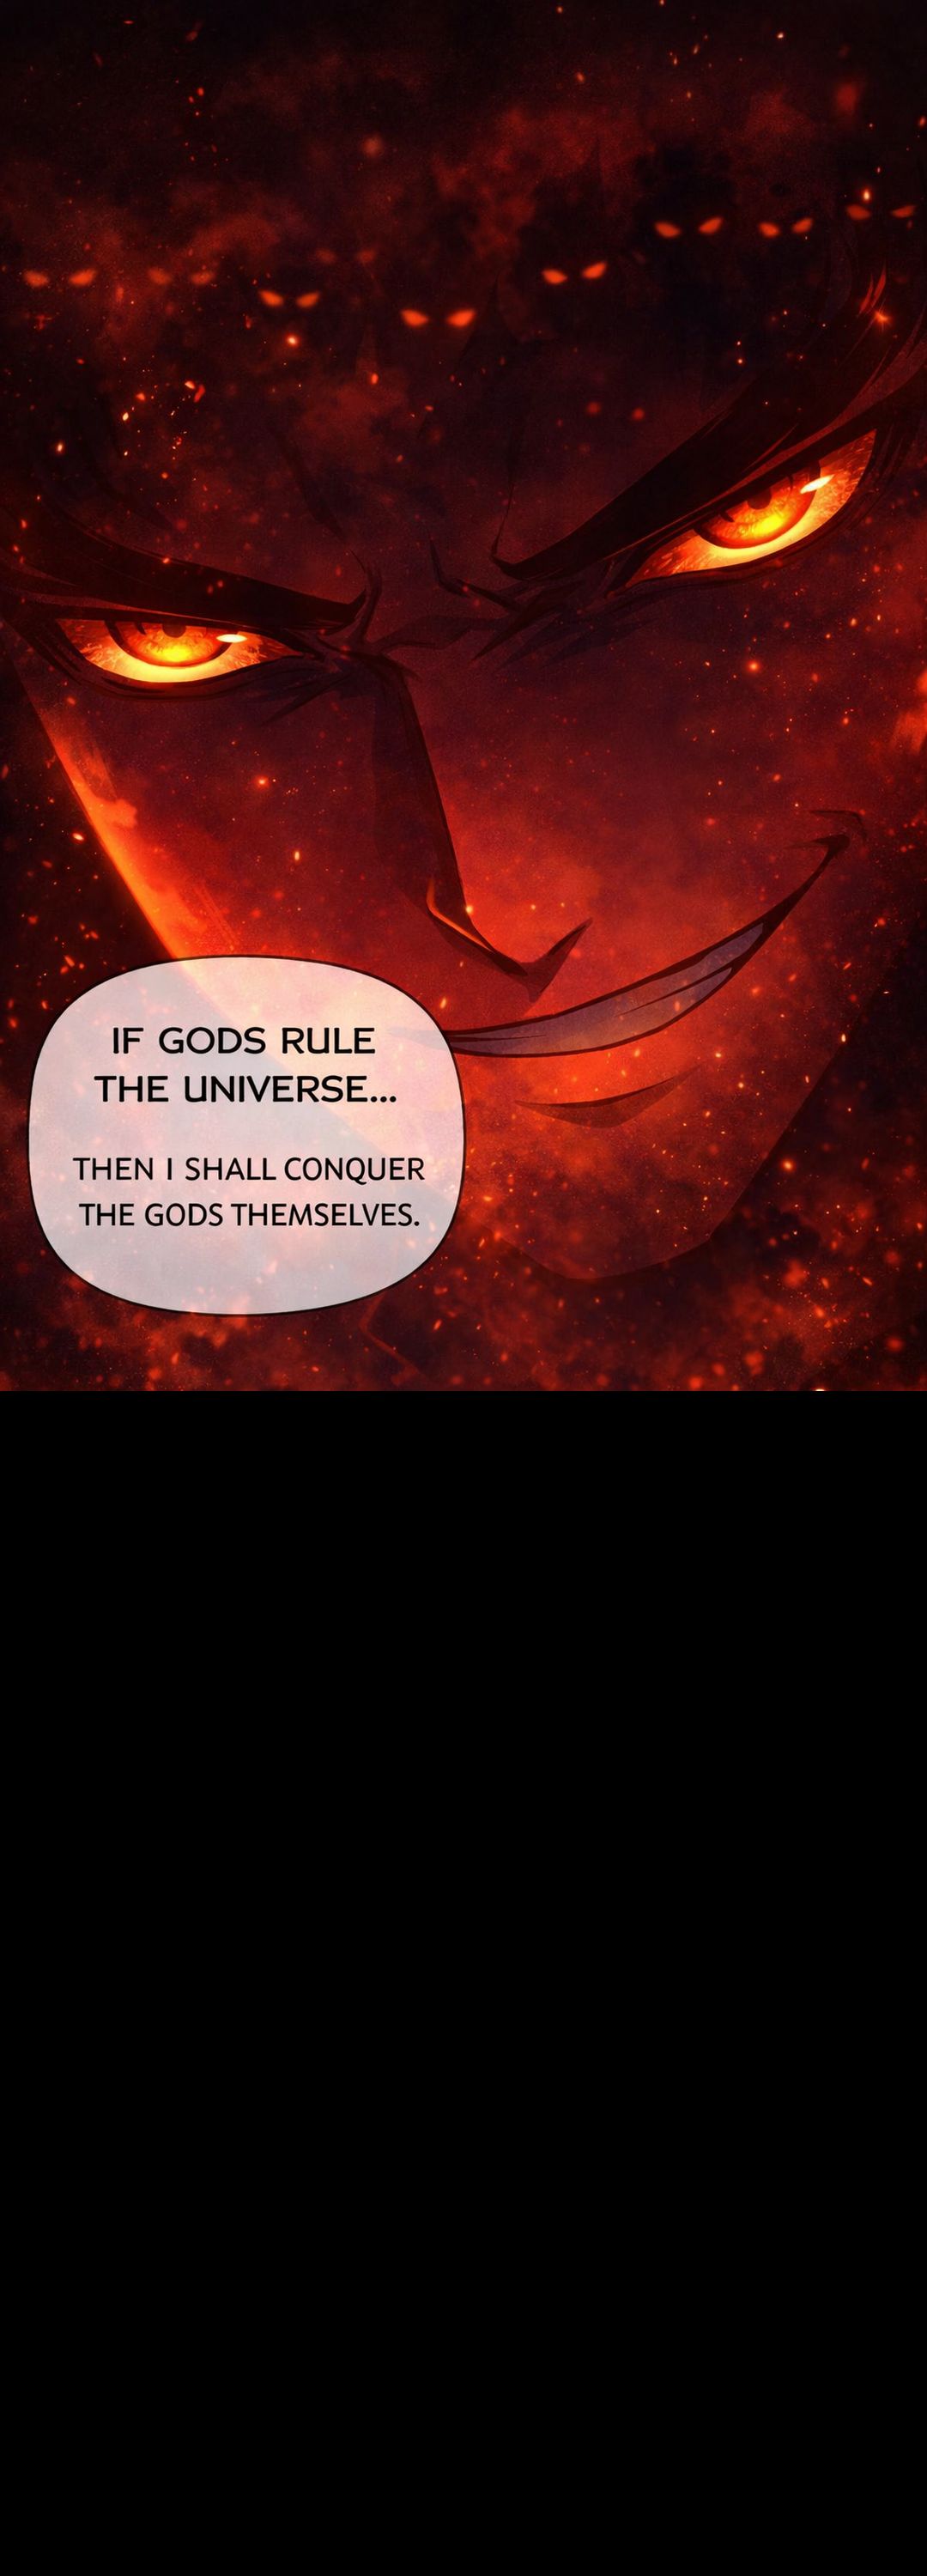 IF GODS RULE
THE UNIVERSE...
THEN I SHALL CONQUER
THE GODS THEMSELVES.